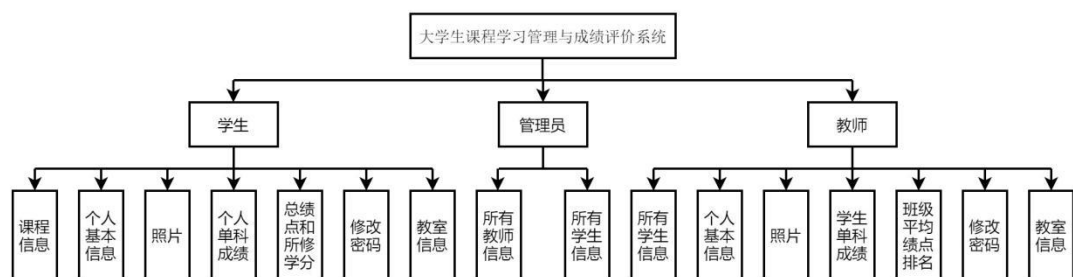 大学生课程学习管理与成绩评价系统
学生
管理员
教师
课程
信息
个人
基本
信息
照片
个人
单科
成绩
总绩
点和
所修
学分
修改
密码
教室
信息
所有
教师
信息
所有
学生
信息
所有
学生
信息
个人
基本
信息
照片
学生
单科
成绩
班级
平均
绩点
排名
修改
密码
教室
信息